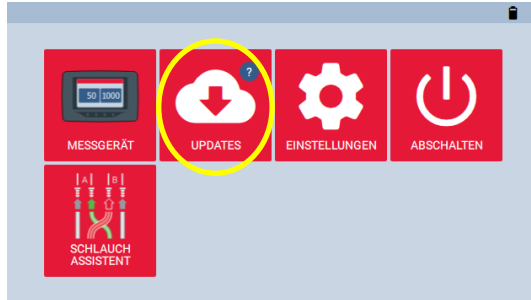 ?
50 1000
MESSGERÄT
UPDATES
EINSTELLUNGEN
ABSCHALTEN
A B
SCHLAUCH
ASSISTENT